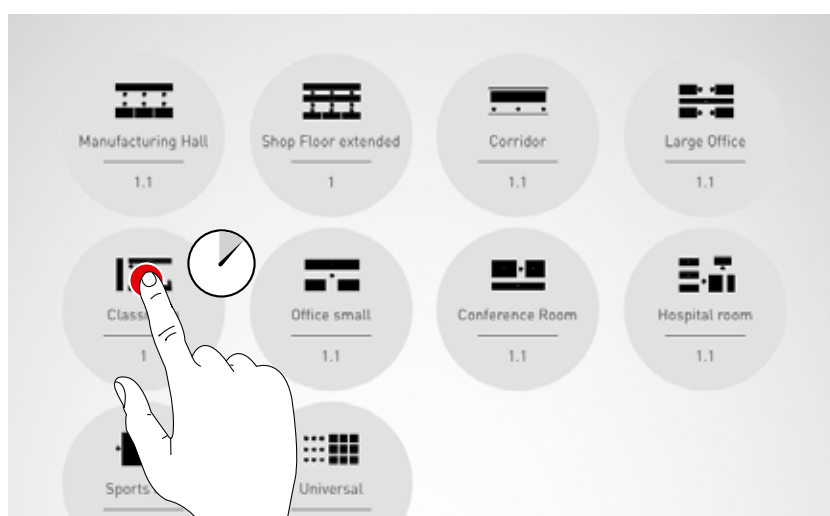 Manufacturing Hall
1.1
Shop Floor extended
1
Corridor
1.1
Large Office
1.1
1
Office small
1.1
Conference Room
1.1
Hospital room
1.1
Sports
Universal